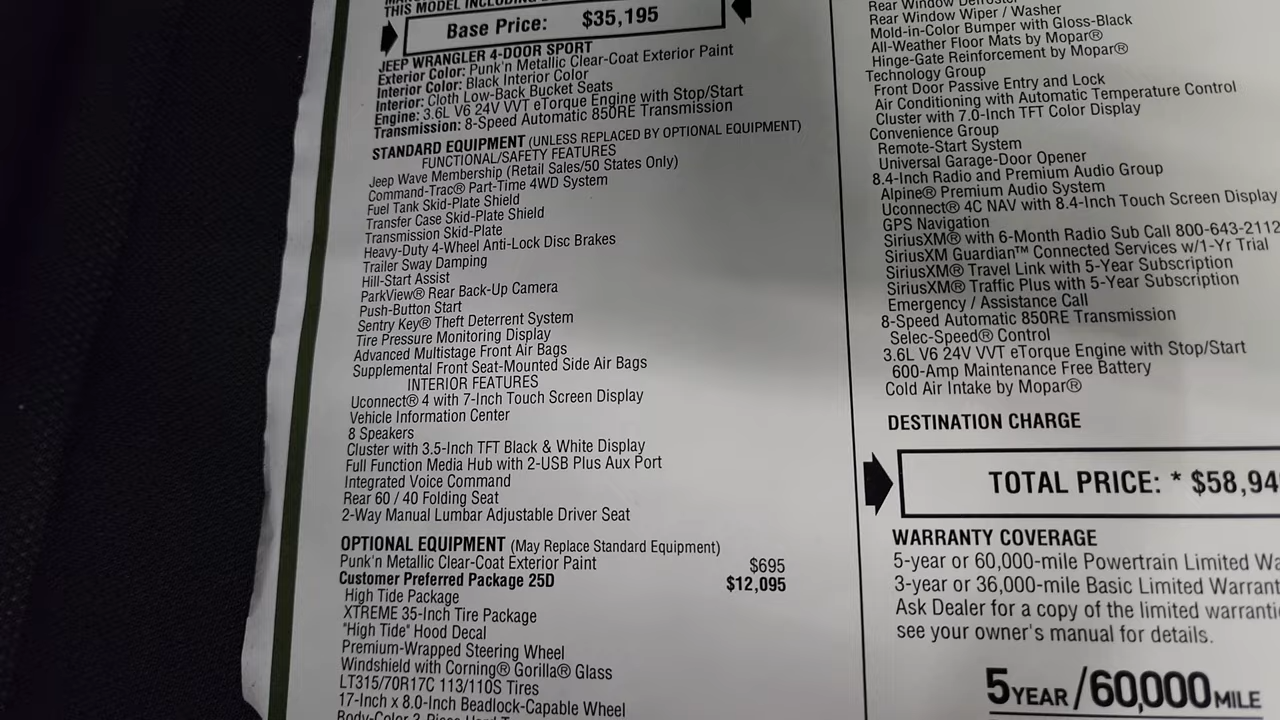 THIS MODEL INCLUDING
Base Price: $35,195
JEEP WRANGLER 4-DOOR SPORT
Exterior Color: Punk'n Metallic Clear-Coat Exterior Paint
Interior Color: Black Interior Color
Interior: Cloth Low-Back Bucket Seats
Engine: 3.6L V6 24V VVT eTorque Engine with Stop/Start
Transmission: 8-Speed Automatic 850RE Transmission
STANDARD EQUIPMENT (UNLESS REPLACED BY OPTIONAL EQUIPMENT)
FUNCTIONAL/SAFETY FEATURES
Jeep Wave Membership (Retail Sales/50 States Only)
Command-Trac® Part-Time 4WD System
Fuel Tank Skid-Plate Shield
Transfer Case Skid-Plate Shield
Transmission Skid-Plate
Heavy-Duty 4-Wheel Anti-Lock Disc Brakes
Trailer Sway Damping
Hill-Start Assist
ParkView® Rear Back-Up Camera
Push-Button Start
Sentry Key® Theft Deterrent System
Tire Pressure Monitoring Display
Advanced Multistage Front Air Bags
Supplemental Front Seat-Mounted Side Air Bags
INTERIOR FEATURES
Uconnect® 4 with 7-Inch Touch Screen Display
Vehicle Information Center
8 Speakers
Cluster with 3.5-Inch TFT Black & White Display
Full Function Media Hub with 2-USB Plus Aux Port
Integrated Voice Command
Rear 60 / 40 Folding Seat
2-Way Manual Lumbar Adjustable Driver Seat
OPTIONAL EQUIPMENT (May Replace Standard Equipment)
Punk'n Metallic Clear-Coat Exterior Paint $695
Customer Preferred Package 25D $12,095
High Tide Package
XTREME 35-Inch Tire Package
"High Tide" Hood Decal
Premium-Wrapped Steering Wheel
Windshield with Corning® Gorilla® Glass
LT315/70R17C 113/110S Tires
17-Inch x 8.0-Inch Beadlock-Capable Wheel
Rear Window Defroster
Rear Window Wiper / Washer
Mold-in-Color Bumper with Gloss-Black
All-Weather Floor Mats by Mopar®
Hinge-Gate Reinforcement by Mopar®
Technology Group
Front Door Passive Entry and Lock
Air Conditioning with Automatic Temperature Control
Cluster with 7.0-Inch TFT Color Display
Convenience Group
Remote-Start System
Universal Garage-Door Opener
8.4-Inch Radio and Premium Audio Group
Alpine® Premium Audio System
Uconnect® 4C NAV with 8.4-Inch Touch Screen Display
GPS Navigation
SiriusXM® with 6-Month Radio Sub Call 800-643-2112
SiriusXM Guardian™ Connected Services w/1-Yr Trial
SiriusXM® Travel Link with 5-Year Subscription
SiriusXM® Traffic Plus with 5-Year Subscription
Emergency / Assistance Call
8-Speed Automatic 850RE Transmission
Selec-Speed® Control
3.6L V6 24V VVT eTorque Engine with Stop/Start
600-Amp Maintenance Free Battery
Cold Air Intake by Mopar®
DESTINATION CHARGE
TOTAL PRICE: * $58,94
WARRANTY COVERAGE
5-year or 60,000-mile Powertrain Limited Wa
3-year or 36,000-mile Basic Limited Warrant
Ask Dealer for a copy of the limited warranti
see your owner's manual for details.
5 YEAR/60,000 MILE